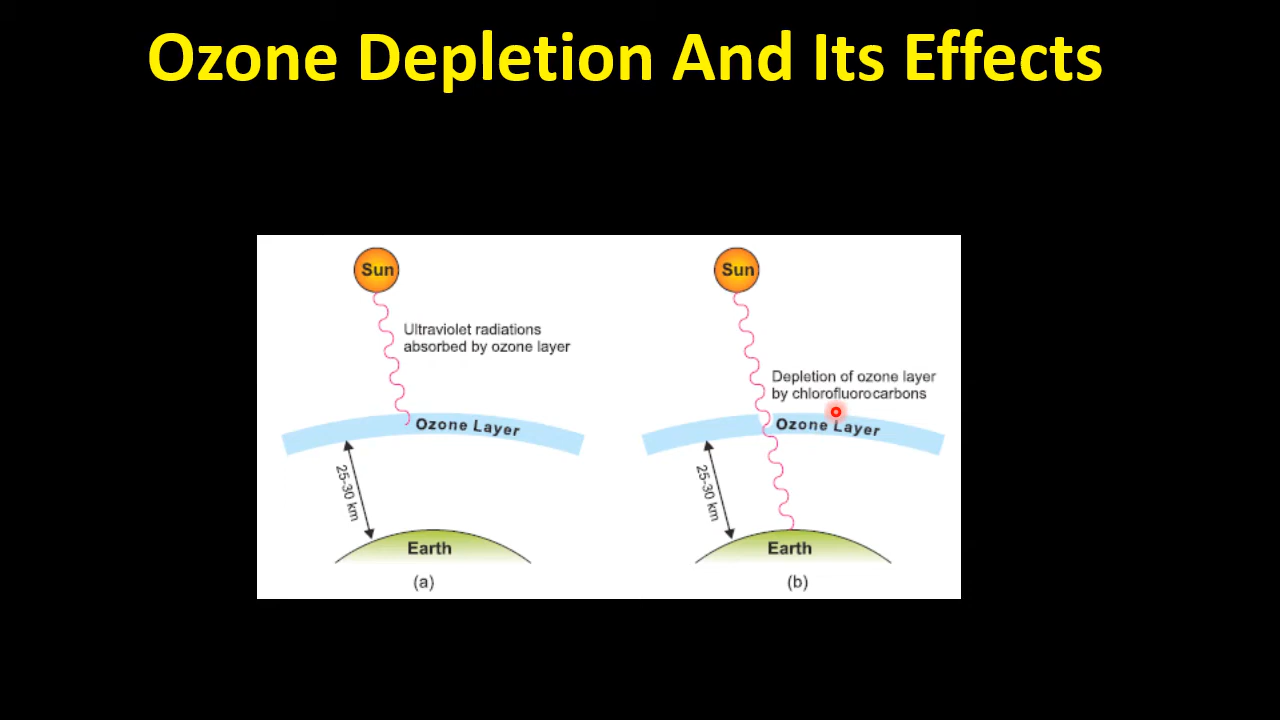 Ozone Depletion And Its Effects
Sun
Ultraviolet radiations
absorbed by ozone layer
Ozone Layer
25-30 km
Earth
(a)
Sun
Depletion of ozone layer
by chlorofluorocarbons
Ozone Layer
25-30 km
Earth
(b)